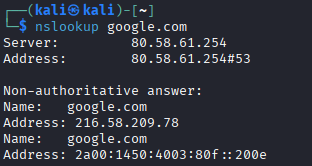 ┌──(kali㉿kali)-[~]
└─$ nslookup google.com
Server:         80.58.61.254
Address:        80.58.61.254#53

Non-authoritative answer:
Name:   google.com
Address: 216.58.209.78
Name:   google.com
Address: 2a00:1450:4003:80f::200e